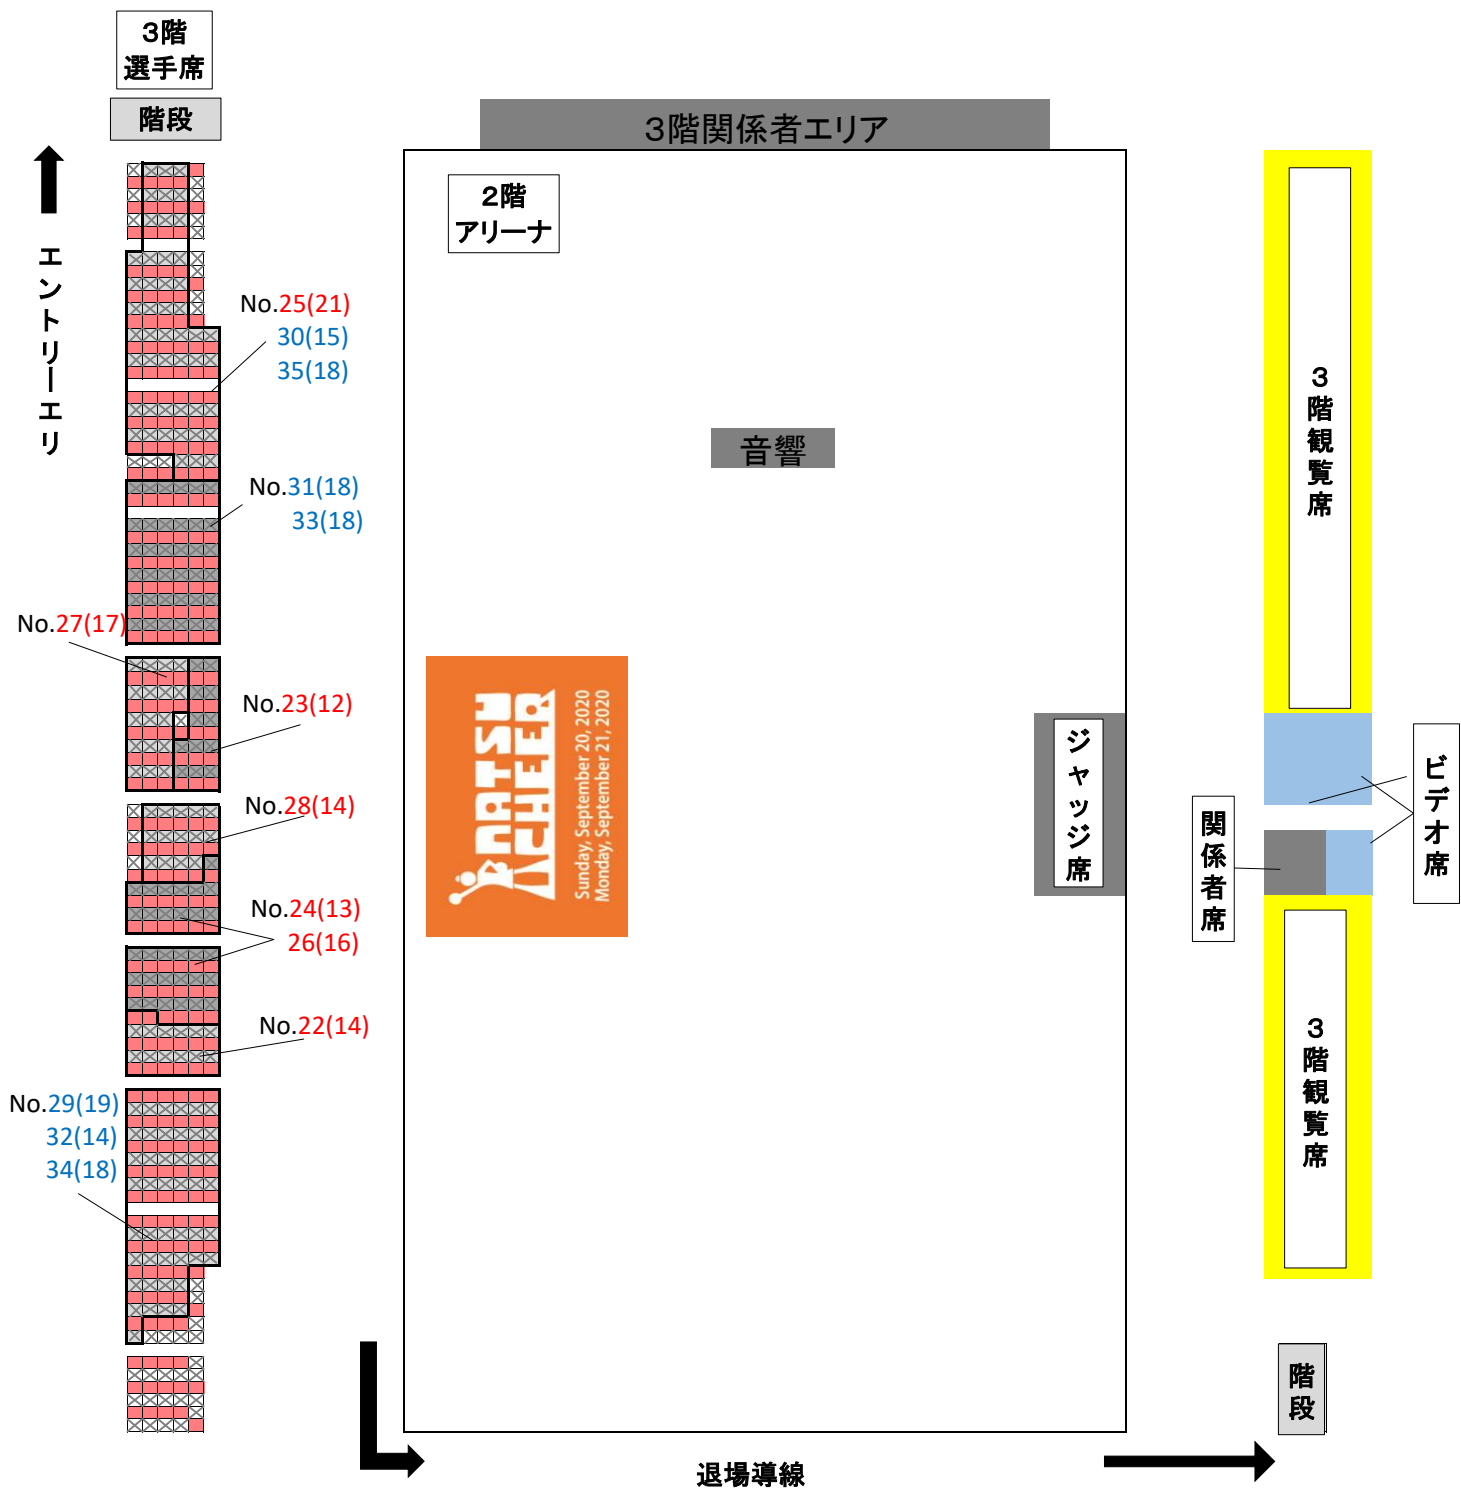 3階
選手席
階段
エントリーエリ
No.25(21)
30(15)
35(18)
No.31(18)
33(18)
No.27(17)
No.23(12)
No.28(14)
No.24(13)
26(16)
No.22(14)
No.29(19)
32(14)
34(18)
3階関係者エリア
2階
アリーナ
音響
NATSU
CHEER
Sunday, September 20, 2020
Monday, September 21, 2020
ジャッジ席
3階観覧席
ビデオ席
関係者席
3階観覧席
階段
退場導線